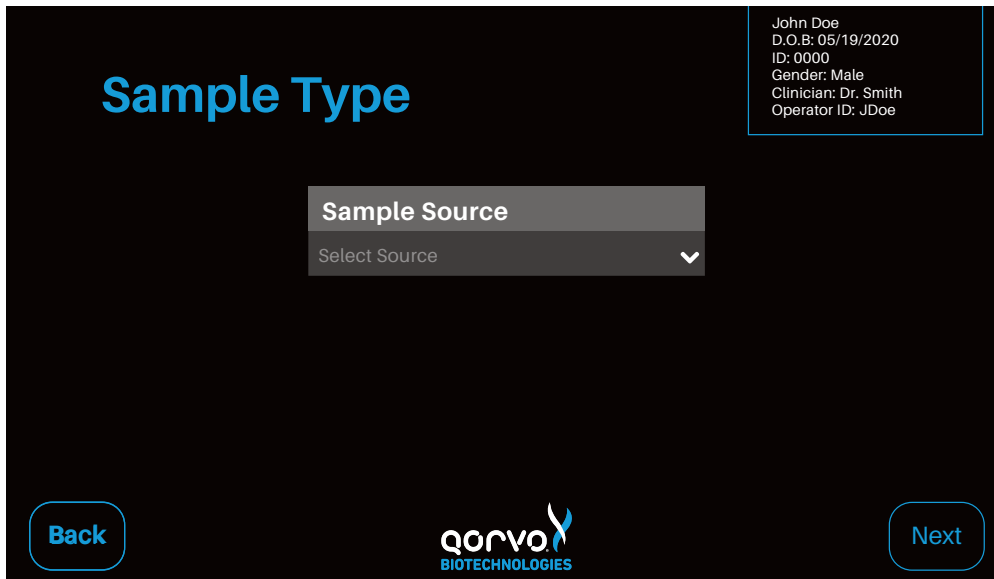 John Doe
D.O.B: 05/19/2020
ID: 0000
Gender: Male
Clinician: Dr. Smith
Operator ID: JDoe
Sample Type
Sample Source
Select Source
Back
qorvo.
BIOTECHNOLOGIES
Next